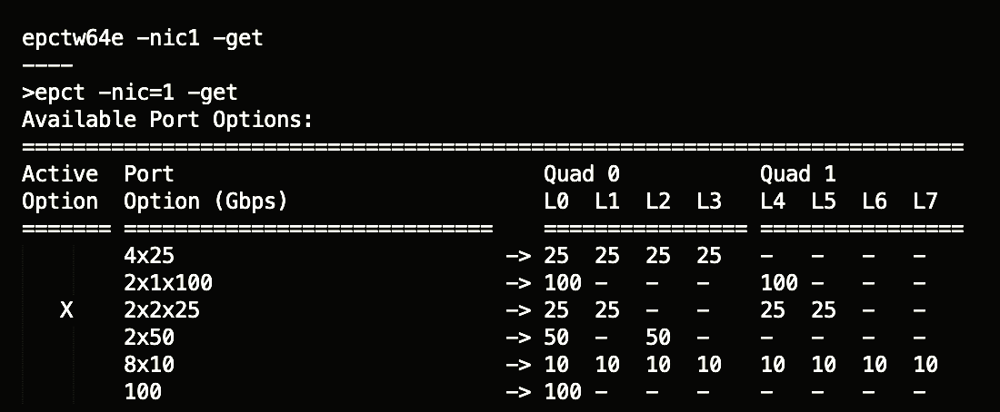 epctw64e -nic1 -get
----
>epct -nic=1 -get
Available Port Options:
==========================================================================
Active  Port                             Quad 0           Quad 1
Option  Option (Gbps)                    L0  L1  L2  L3   L4  L5  L6  L7
======= =============================    ================ ================
        4x25                          -> 25  25  25  25   -   -   -   -
        2x1x100                       -> 100 -   -   -    100 -   -   -
   X    2x2x25                        -> 25  25  -   -    25  25  -   -
        2x50                          -> 50  -   50  -    -   -   -   -
        8x10                          -> 10  10  10  10   10  10  10  10
        100                           -> 100 -   -   -    -   -   -   -